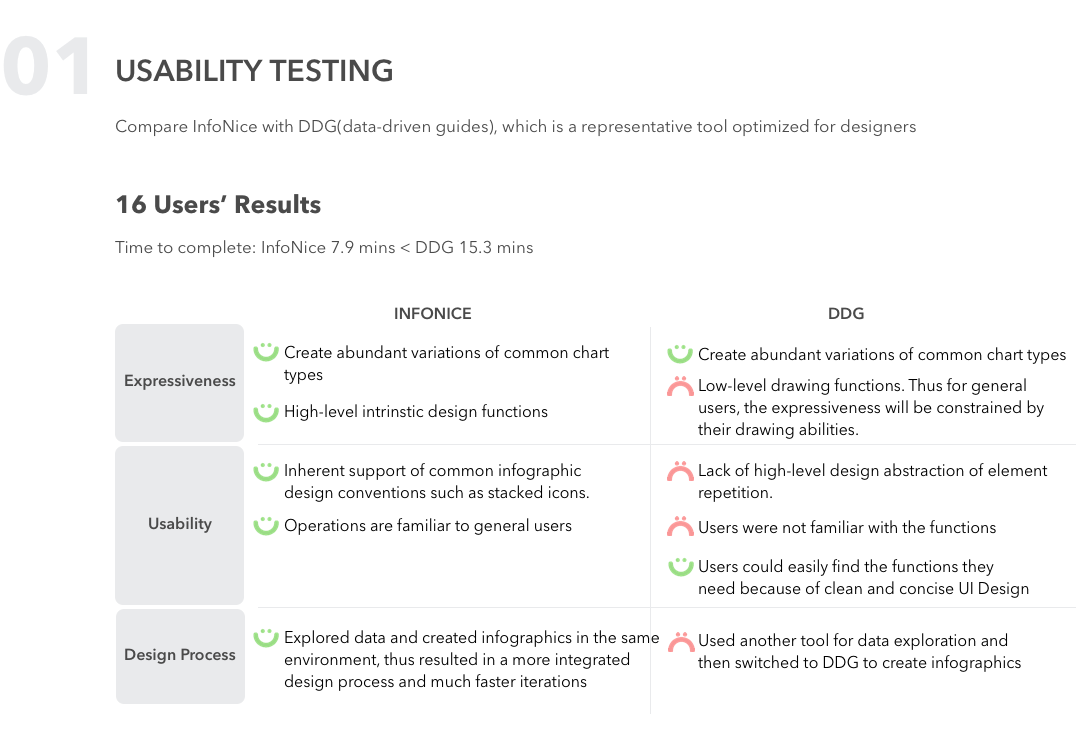 01
USABILITY TESTING
Compare InfoNice with DDG(data-driven guides), which is a representative tool optimized for designers
16 Users’ Results
Time to complete: InfoNice 7.9 mins < DDG 15.3 mins
INFONICE
DDG
Expressiveness
Create abundant variations of common chart
types
High-level intrinstic design functions
Create abundant variations of common chart types
Low-level drawing functions. Thus for general
users, the expressiveness will be constrained by
their drawing abilities.
Usability
Inherent support of common infographic
design conventions such as stacked icons.
Operations are familiar to general users
Lack of high-level design abstraction of element
repetition.
Users were not familiar with the functions
Users could easily find the functions they
need because of clean and concise UI Design
Design Process
Explored data and created infographics in the same
environment, thus resulted in a more integrated
design process and much faster iterations
Used another tool for data exploration and
then switched to DDG to create infographics